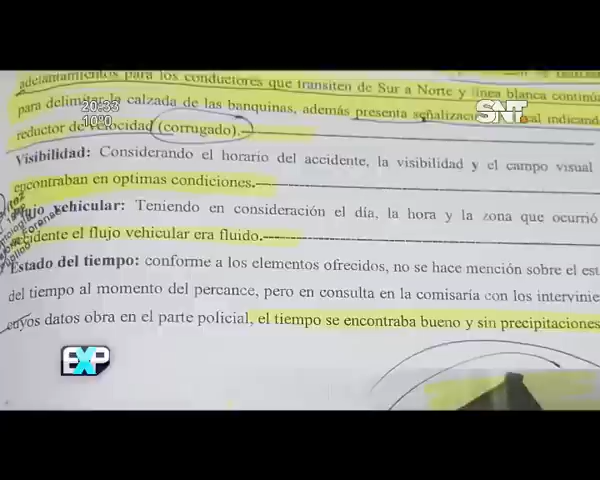 adelantamientos para los conductores que transiten de Sur a Norte y línea blanca continua
para delimitar la calzada de las banquinas, además presenta señalizac al indicand
reductor de velocidad (corrugado).
Visibilidad: Considerando el horario del accidente, la visibilidad y el campo visual
encontraban en optimas condiciones.
Flujo vehicular: Teniendo en consideración el día, la hora y la zona que ocurrió
accidente el flujo vehicular era fluido.
Estado del tiempo: conforme a los elementos ofrecidos, no se hace mención sobre el est
del tiempo al momento del percance, pero en consulta en la comisaría con los intervinie
cuyos datos obra en el parte policial, el tiempo se encontraba bueno y sin precipitaciones
20:33
10°0
SNT
EXP